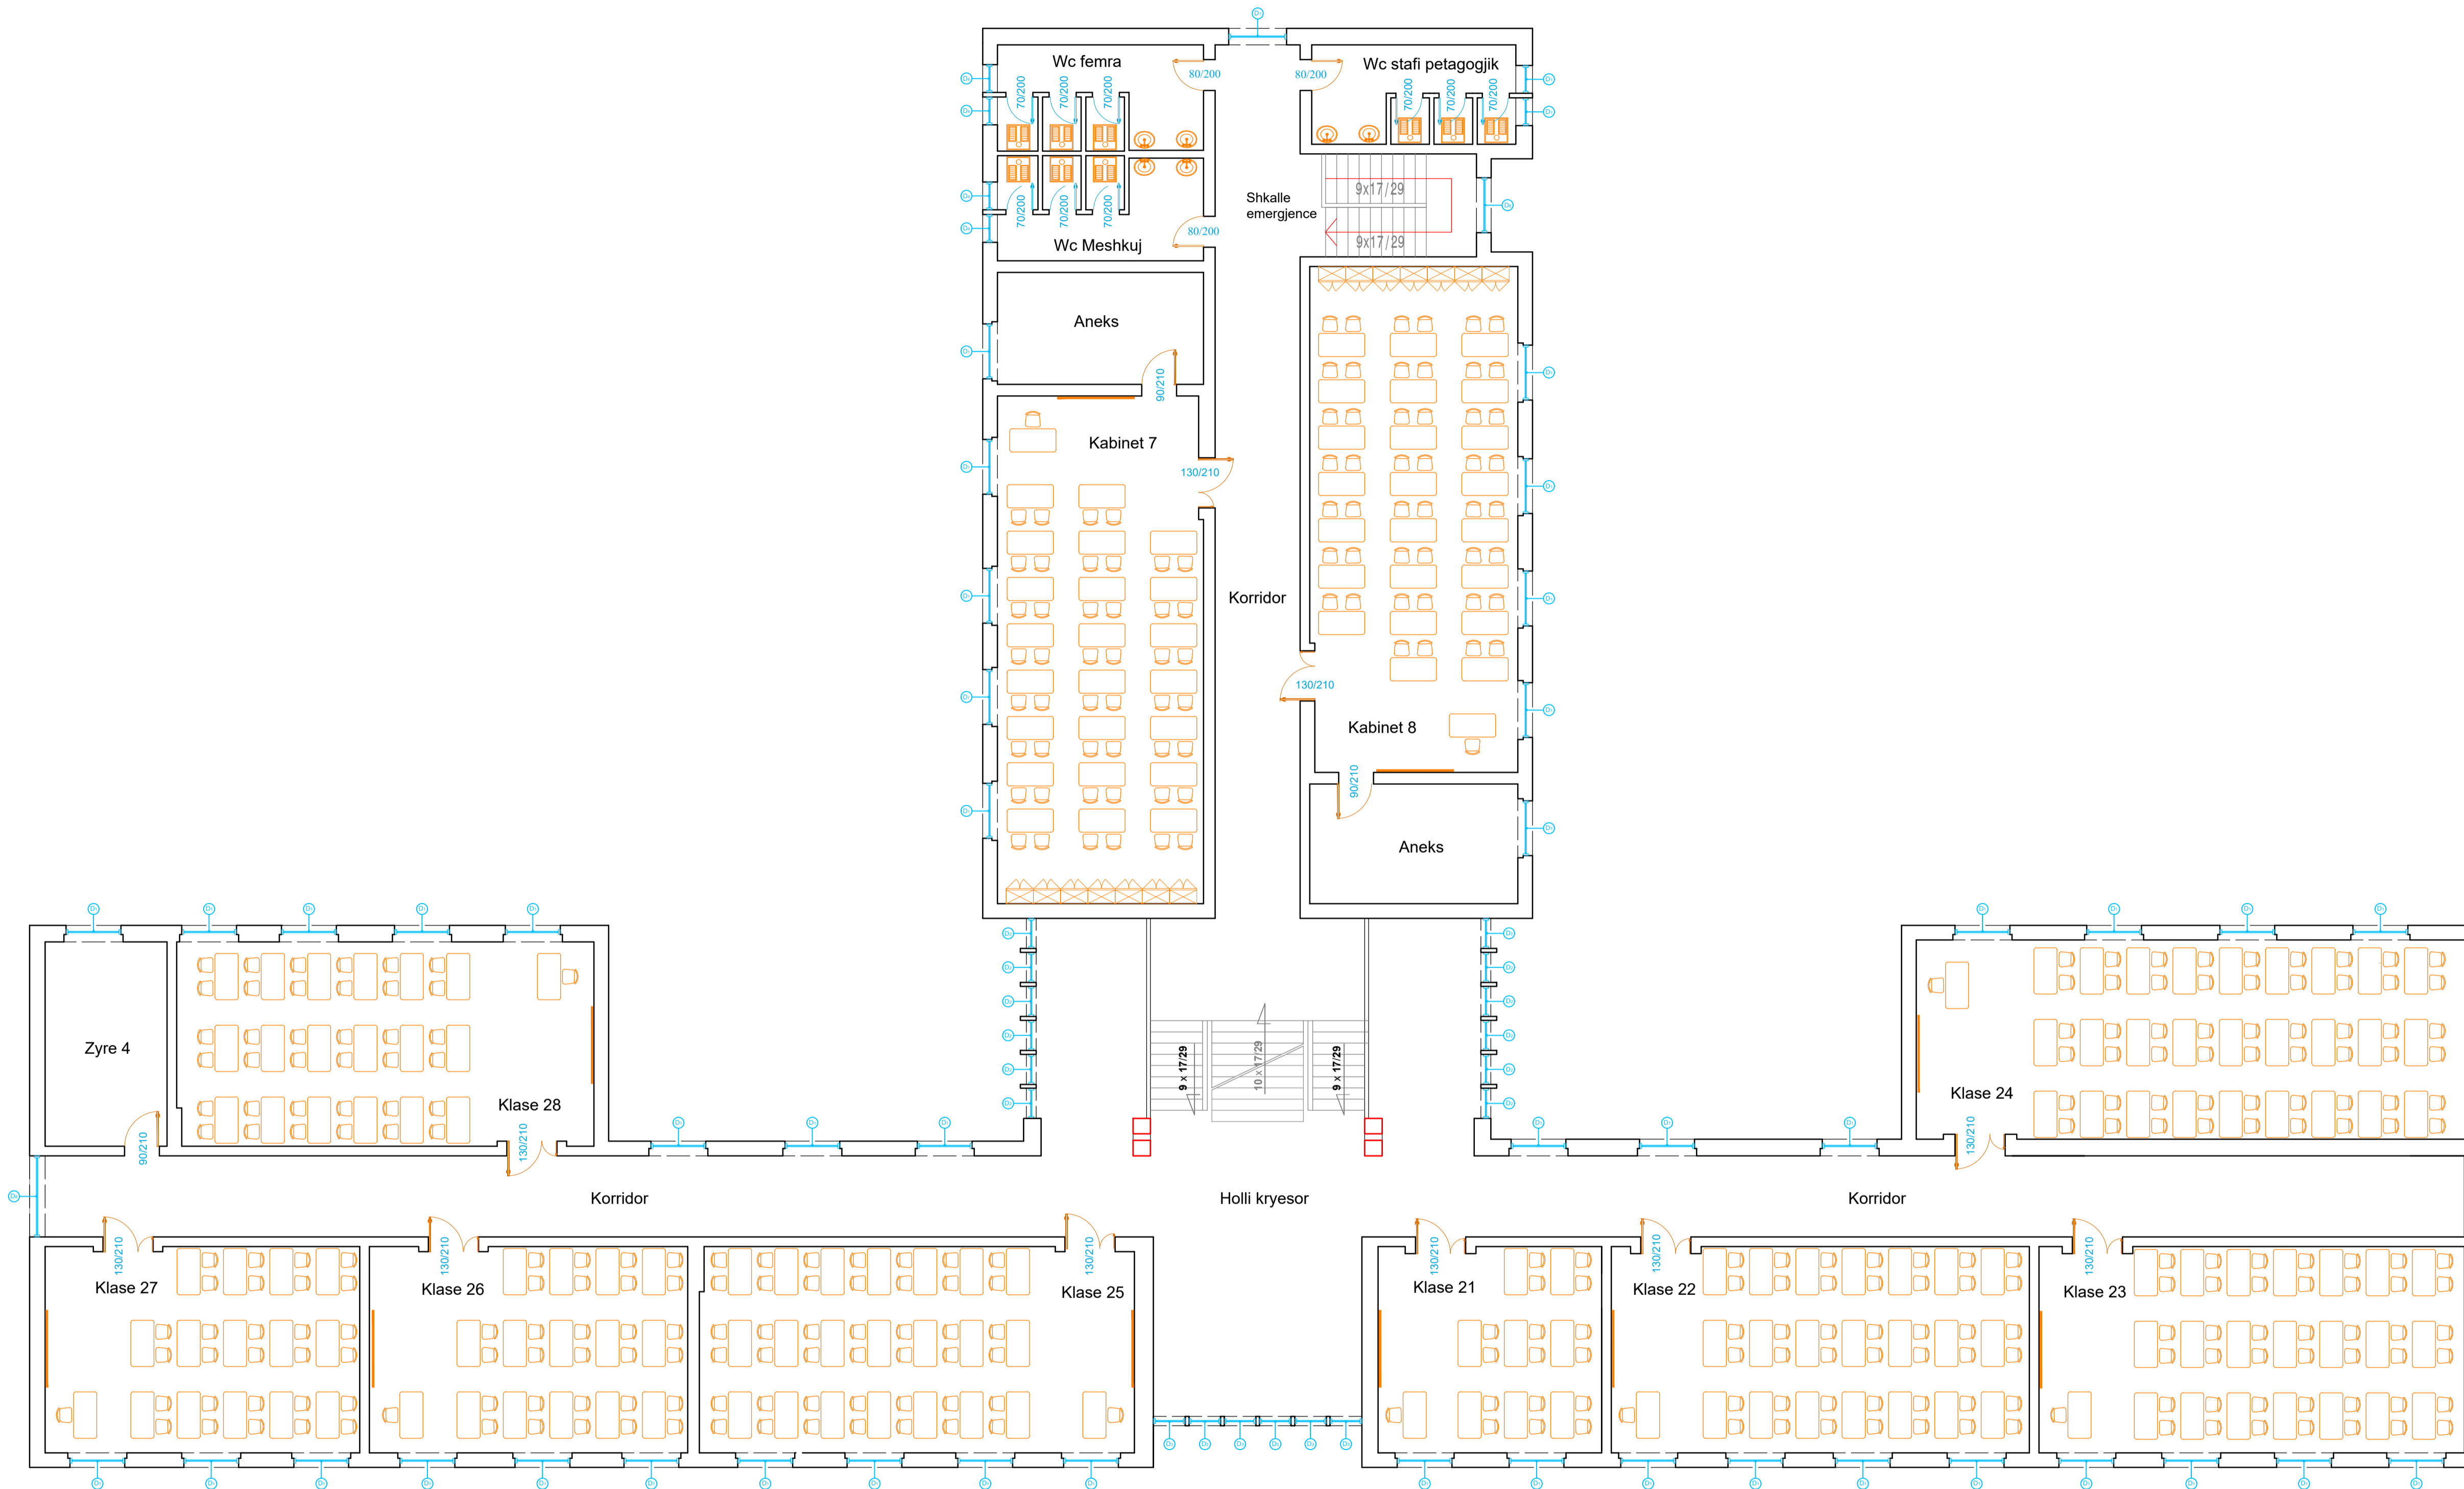 Wc femra
80/200
80/200
Wc stafi petagogjik
70/200
70/200
70/200
70/200
70/200
70/200
Shkalle
emergjence
9x17/29
9x17/29
70/200
70/200
70/200
80/200
Wc Meshkuj
Aneks
90/210
Kabinet 7
130/210
Korridor
130/210
Kabinet 8
90/210
Aneks
Zyre 4
90/210
Klase 28
130/210
9 x 17/29
10 x 17/29
9 x 17/29
Klase 24
130/210
Korridor
Holli kryesor
Korridor
130/210
Klase 27
130/210
Klase 26
130/210
Klase 25
130/210
Klase 21
130/210
Klase 22
130/210
Klase 23